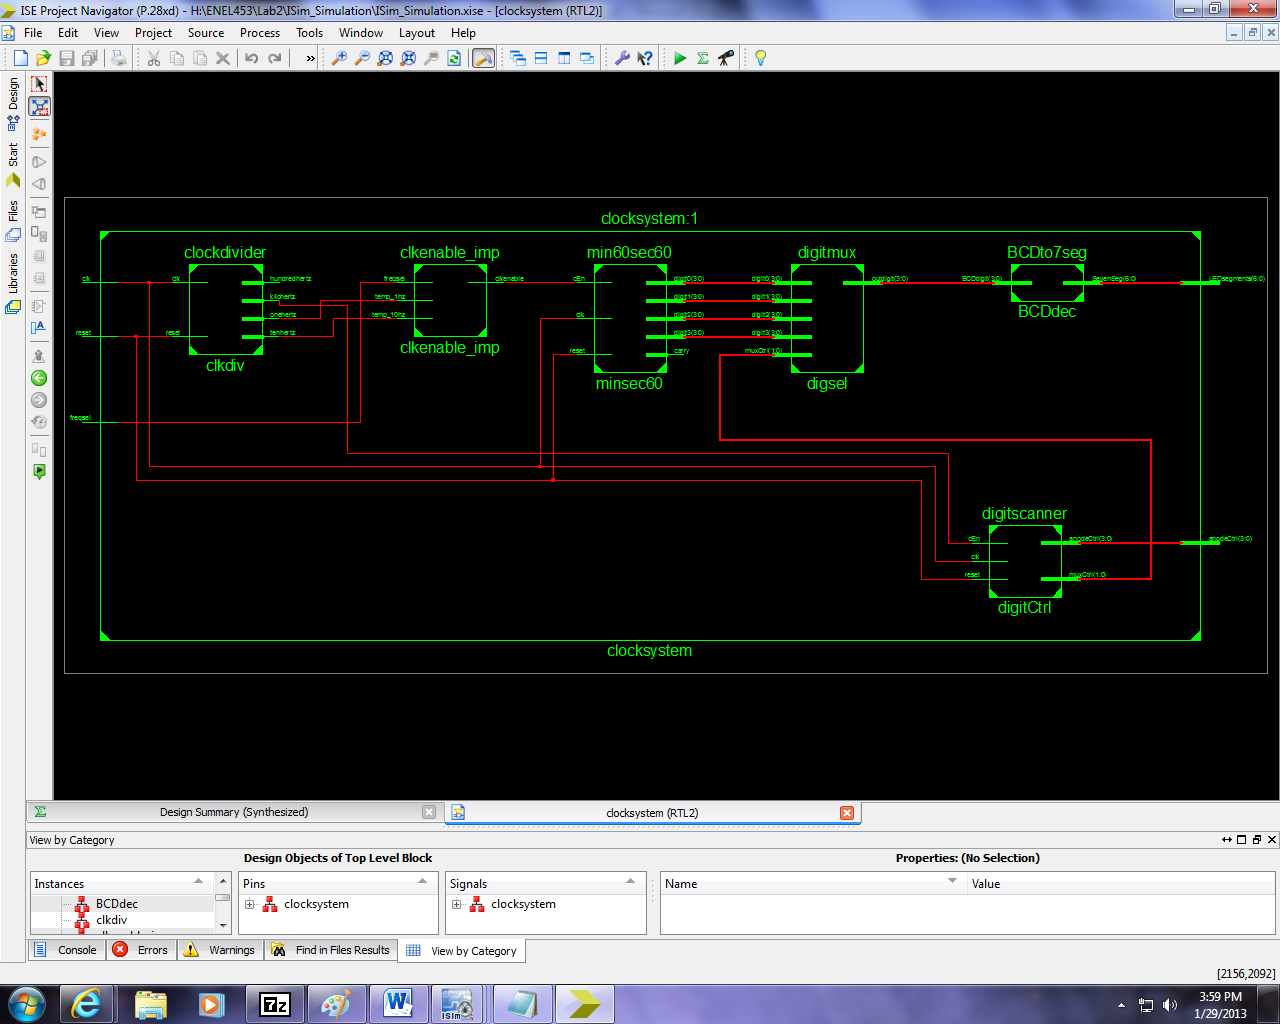 ISE Project Navigator (P.28xd) - H:\ENEL453\Lab2\ISim_Simulation\ISim_Simulation.xise - [clocksystem (RTL2)]
File Edit View Project Source Process Tools Window Layout Help
Design
Start
Files
Libraries
clocksystem:1
clockdivider clkenable_imp min60sec60 digitmux BCDto7seg
clk clk hundredhertz freqsel clkenable cEn digit0(3:0) digit0(3:0) outdigit(3:0) BCDdigit(3:0) SevenSeg(6:0) LEDsegments(6:0)
kilohertz temp_1hz digit1(3:0) digit1(3:0)
onehertz temp_10hz clk digit2(3:0) digit2(3:0)
BCDdec
reset reset tenhertz digit3(3:0) digit3(3:0)
clkenable_imp reset carry muxCtrl(1:0)
clkdiv minsec60 digsel
freqsel
digitscanner
cEn anodeCtrl(3:0) anodeCtrl(3:0)
clk
reset muxCtrl(1:0)
digitCtrl
clocksystem
Design Summary (Synthesized) clocksystem (RTL2)
View by Category
Design Objects of Top Level Block Properties: (No Selection)
Instances Pins Signals Name Value
BCDdec clocksystem clocksystem
clkdiv
Console Errors Warnings Find in Files Results View by Category
[2156,2092]
7z
ISim
3:59 PM
1/29/2013